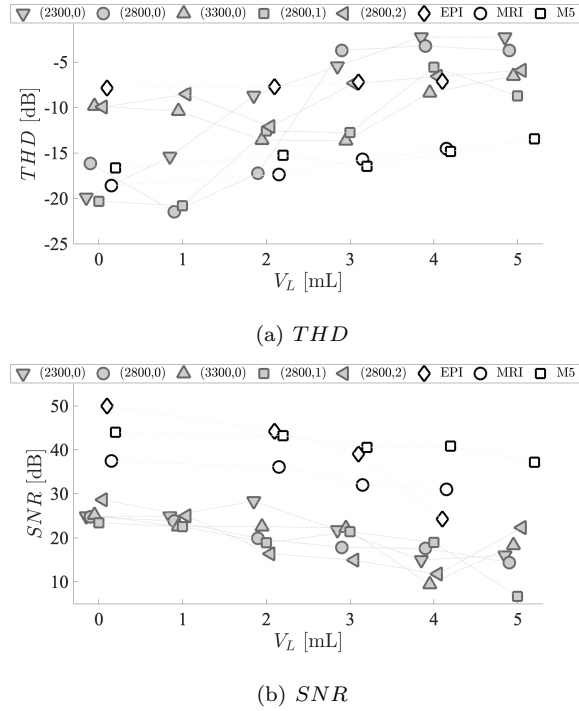 (2300,0) (2800,0) (3300,0) (2800,1) (2800,2) EPI MRI M5
-5
-10
-15
-20
-25
THD [dB]
0 1 2 3 4 5
V_L [mL]
(a) THD
(2300,0) (2800,0) (3300,0) (2800,1) (2800,2) EPI MRI M5
50
40
30
20
10
SNR [dB]
0 1 2 3 4 5
V_L [mL]
(b) SNR